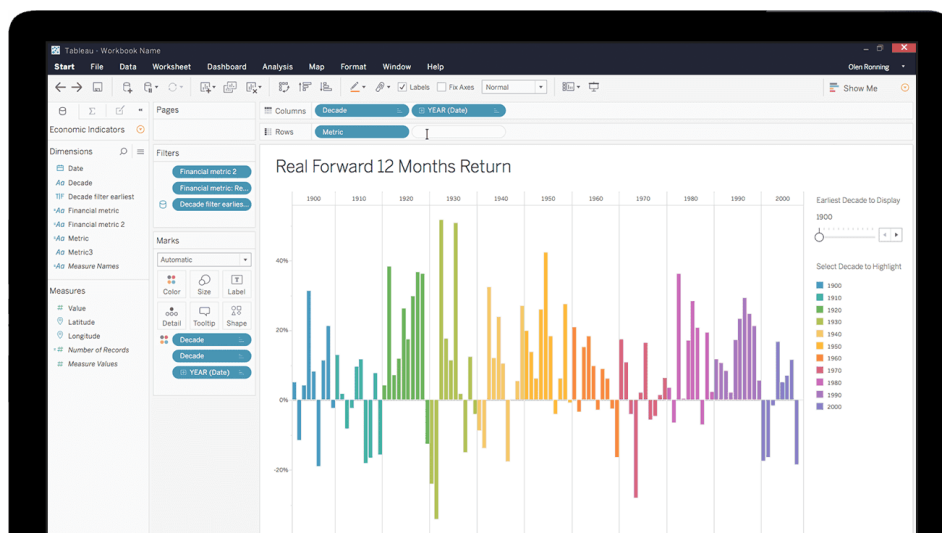 Tableau - Workbook Name
Start File Data Worksheet Dashboard Analysis Map Format Window Help Olen Ronning
Labels Fix Axes Normal Show Me
Economic Indicators
Dimensions
Date
Aa Decade
T|F Decade filter earliest
=Aa Financial metric
=Aa Financial metric 2
=Aa Metric
Aa Metric3
=Aa Measure Names
Measures
# Value
Latitude
Longitude
=# Number of Records
# Measure Values
Pages
Filters
Financial metric 2
Financial metric: Re...
Decade filter earlies...
Marks
Automatic
Color Size Label
Detail Tooltip Shape
Decade
Decade
YEAR (Date)
Columns Decade YEAR (Date)
Rows Metric
Real Forward 12 Months Return
1900 1910 1920 1930 1940 1950 1960 1970 1980 1990 2000
40%
20%
0%
-20%
Earliest Decade to Display
1900
Select Decade to Highlight
1900
1910
1920
1930
1940
1950
1960
1970
1980
1990
2000